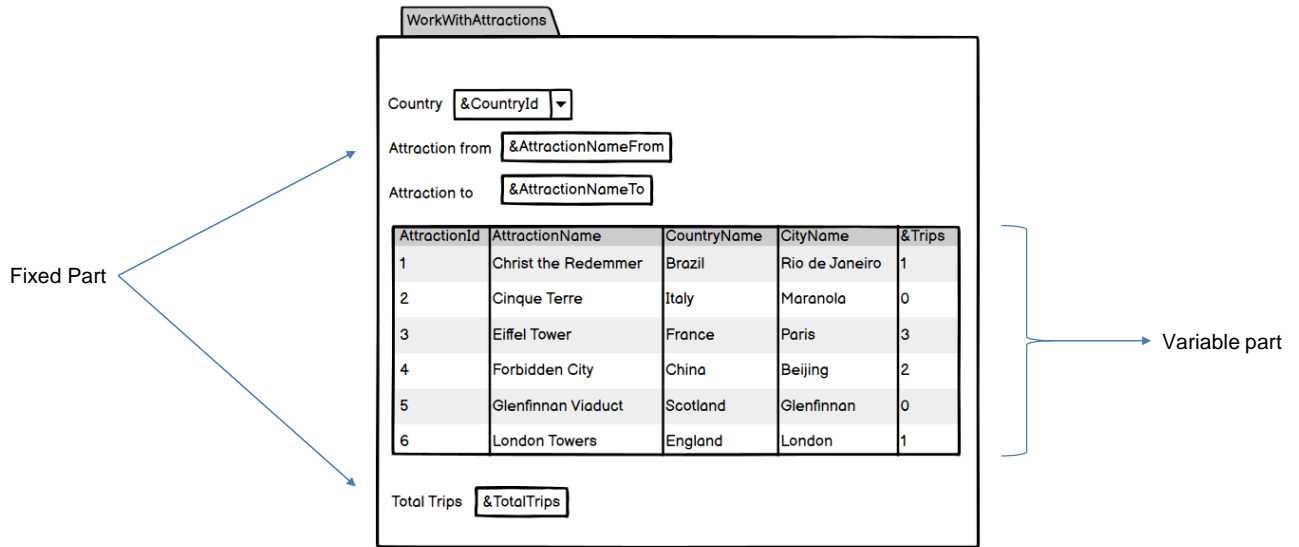 WorkWithAttractions
Country &CountryId
Attraction from &AttractionNameFrom
Attraction to &AttractionNameTo
AttractionId AttractionName CountryName CityName &Trips
1 Christ the Redemmer Brazil Rio de Janeiro 1
2 Cinque Terre Italy Maranola 0
3 Eiffel Tower France Paris 3
4 Forbidden City China Beijing 2
5 Glenfinnan Viaduct Scotland Glenfinnan 0
6 London Towers England London 1
Total Trips &TotalTrips
Fixed Part
Variable part